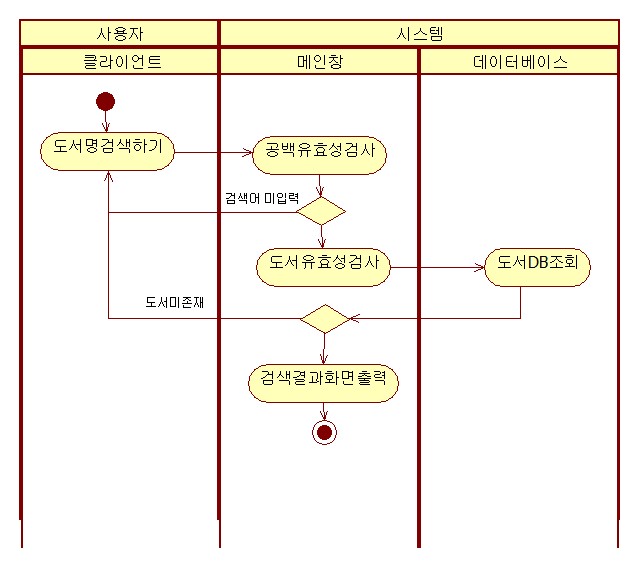 사용자
시스템
클라이언트
메인창
데이터베이스
도서명검색하기
공백유효성검사
검색어 미입력
도서유효성검사
도서DB조회
도서미존재
검색결과화면출력